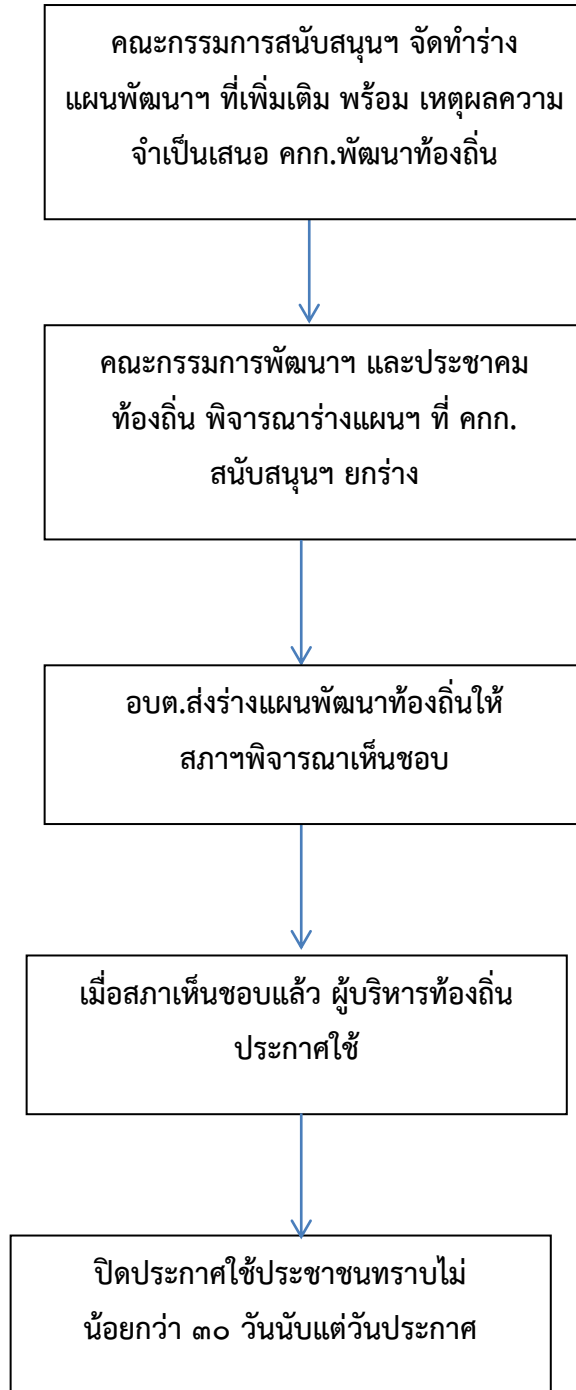 คณะกรรมการสนับสนุนฯ จัดทำร่าง
แผนพัฒนาฯ ที่เพิ่มเติม พร้อม เหตุผลความ
จำเป็นเสนอ คกก.พัฒนาท้องถิ่น
คณะกรรมการพัฒนาฯ และประชาคม
ท้องถิ่น พิจารณาร่างแผนฯ ที่ คกก.
สนับสนุนฯ ยกร่าง
อบต.ส่งร่างแผนพัฒนาท้องถิ่นให้
สภาฯพิจารณาเห็นชอบ
เมื่อสภาเห็นชอบแล้ว ผู้บริหารท้องถิ่น
ประกาศใช้
ปิดประกาศใช้ประชาชนทราบไม่
น้อยกว่า ๓๐ วันนับแต่วันประกาศ